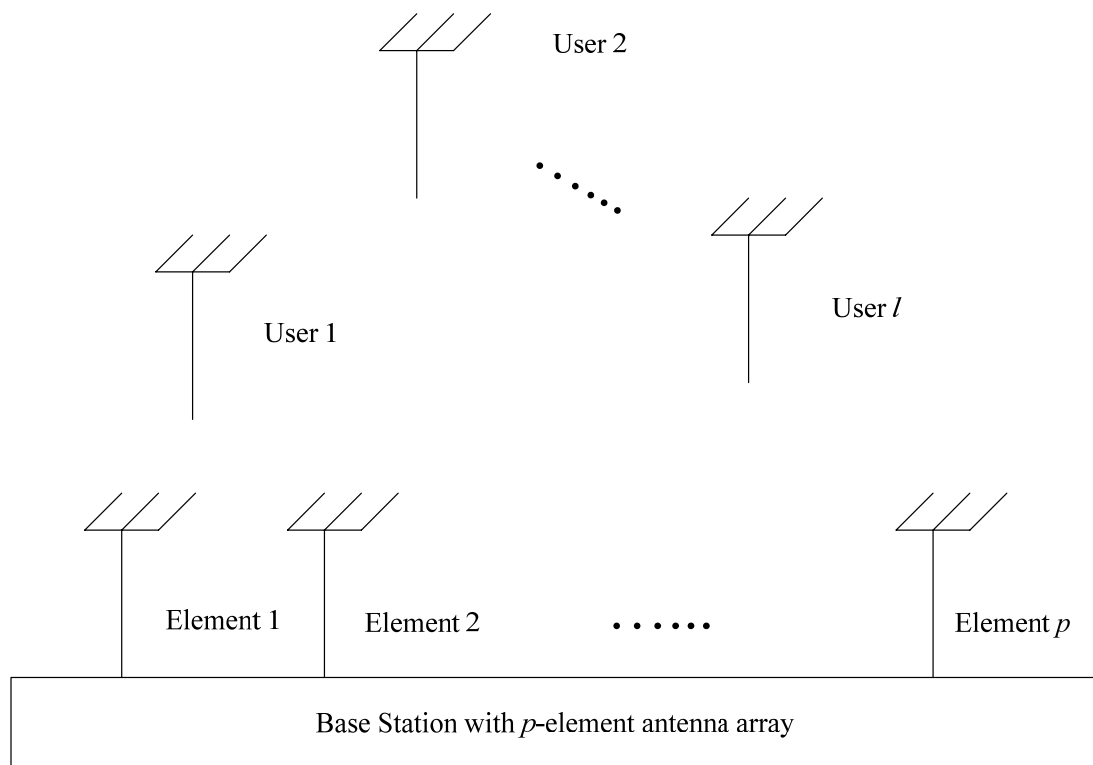 User 2
User l
User 1
Element 1
Element 2
Element p
Base Station with p-element antenna array